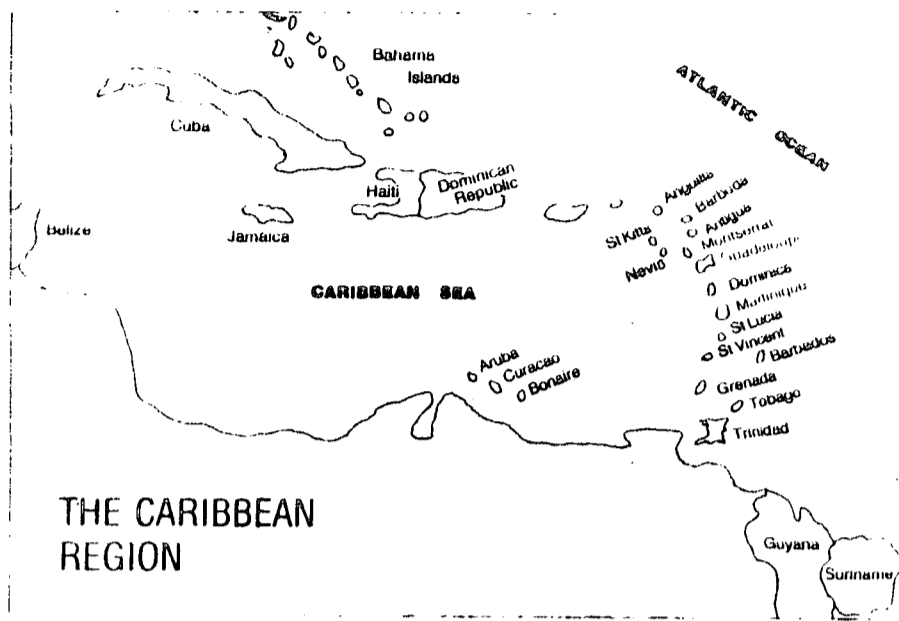 Bahama
Islands
ATLANTIC OCEAN
Cuba
Haiti
Dominican
Republic
Anguilla
Barbuda
Antigua
St Kitts
Montserrat
Belize
Jamaica
Nevis
Guadeloupe
CARIBBEAN SEA
Dominica
Martinique
St Lucia
St Vincent
Barbados
Aruba
Curacao
Bonaire
Grenada
Tobago
Trinidad
THE CARIBBEAN
REGION
Guyana
Suriname